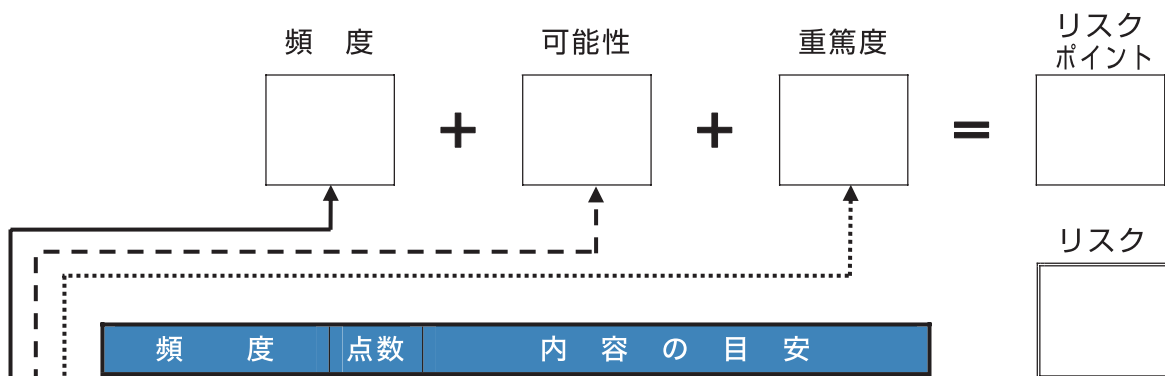 頻 度 可能性 重篤度 リスク
ポイント
+ + =
リスク
頻 度 点数 内 容 の 目 安